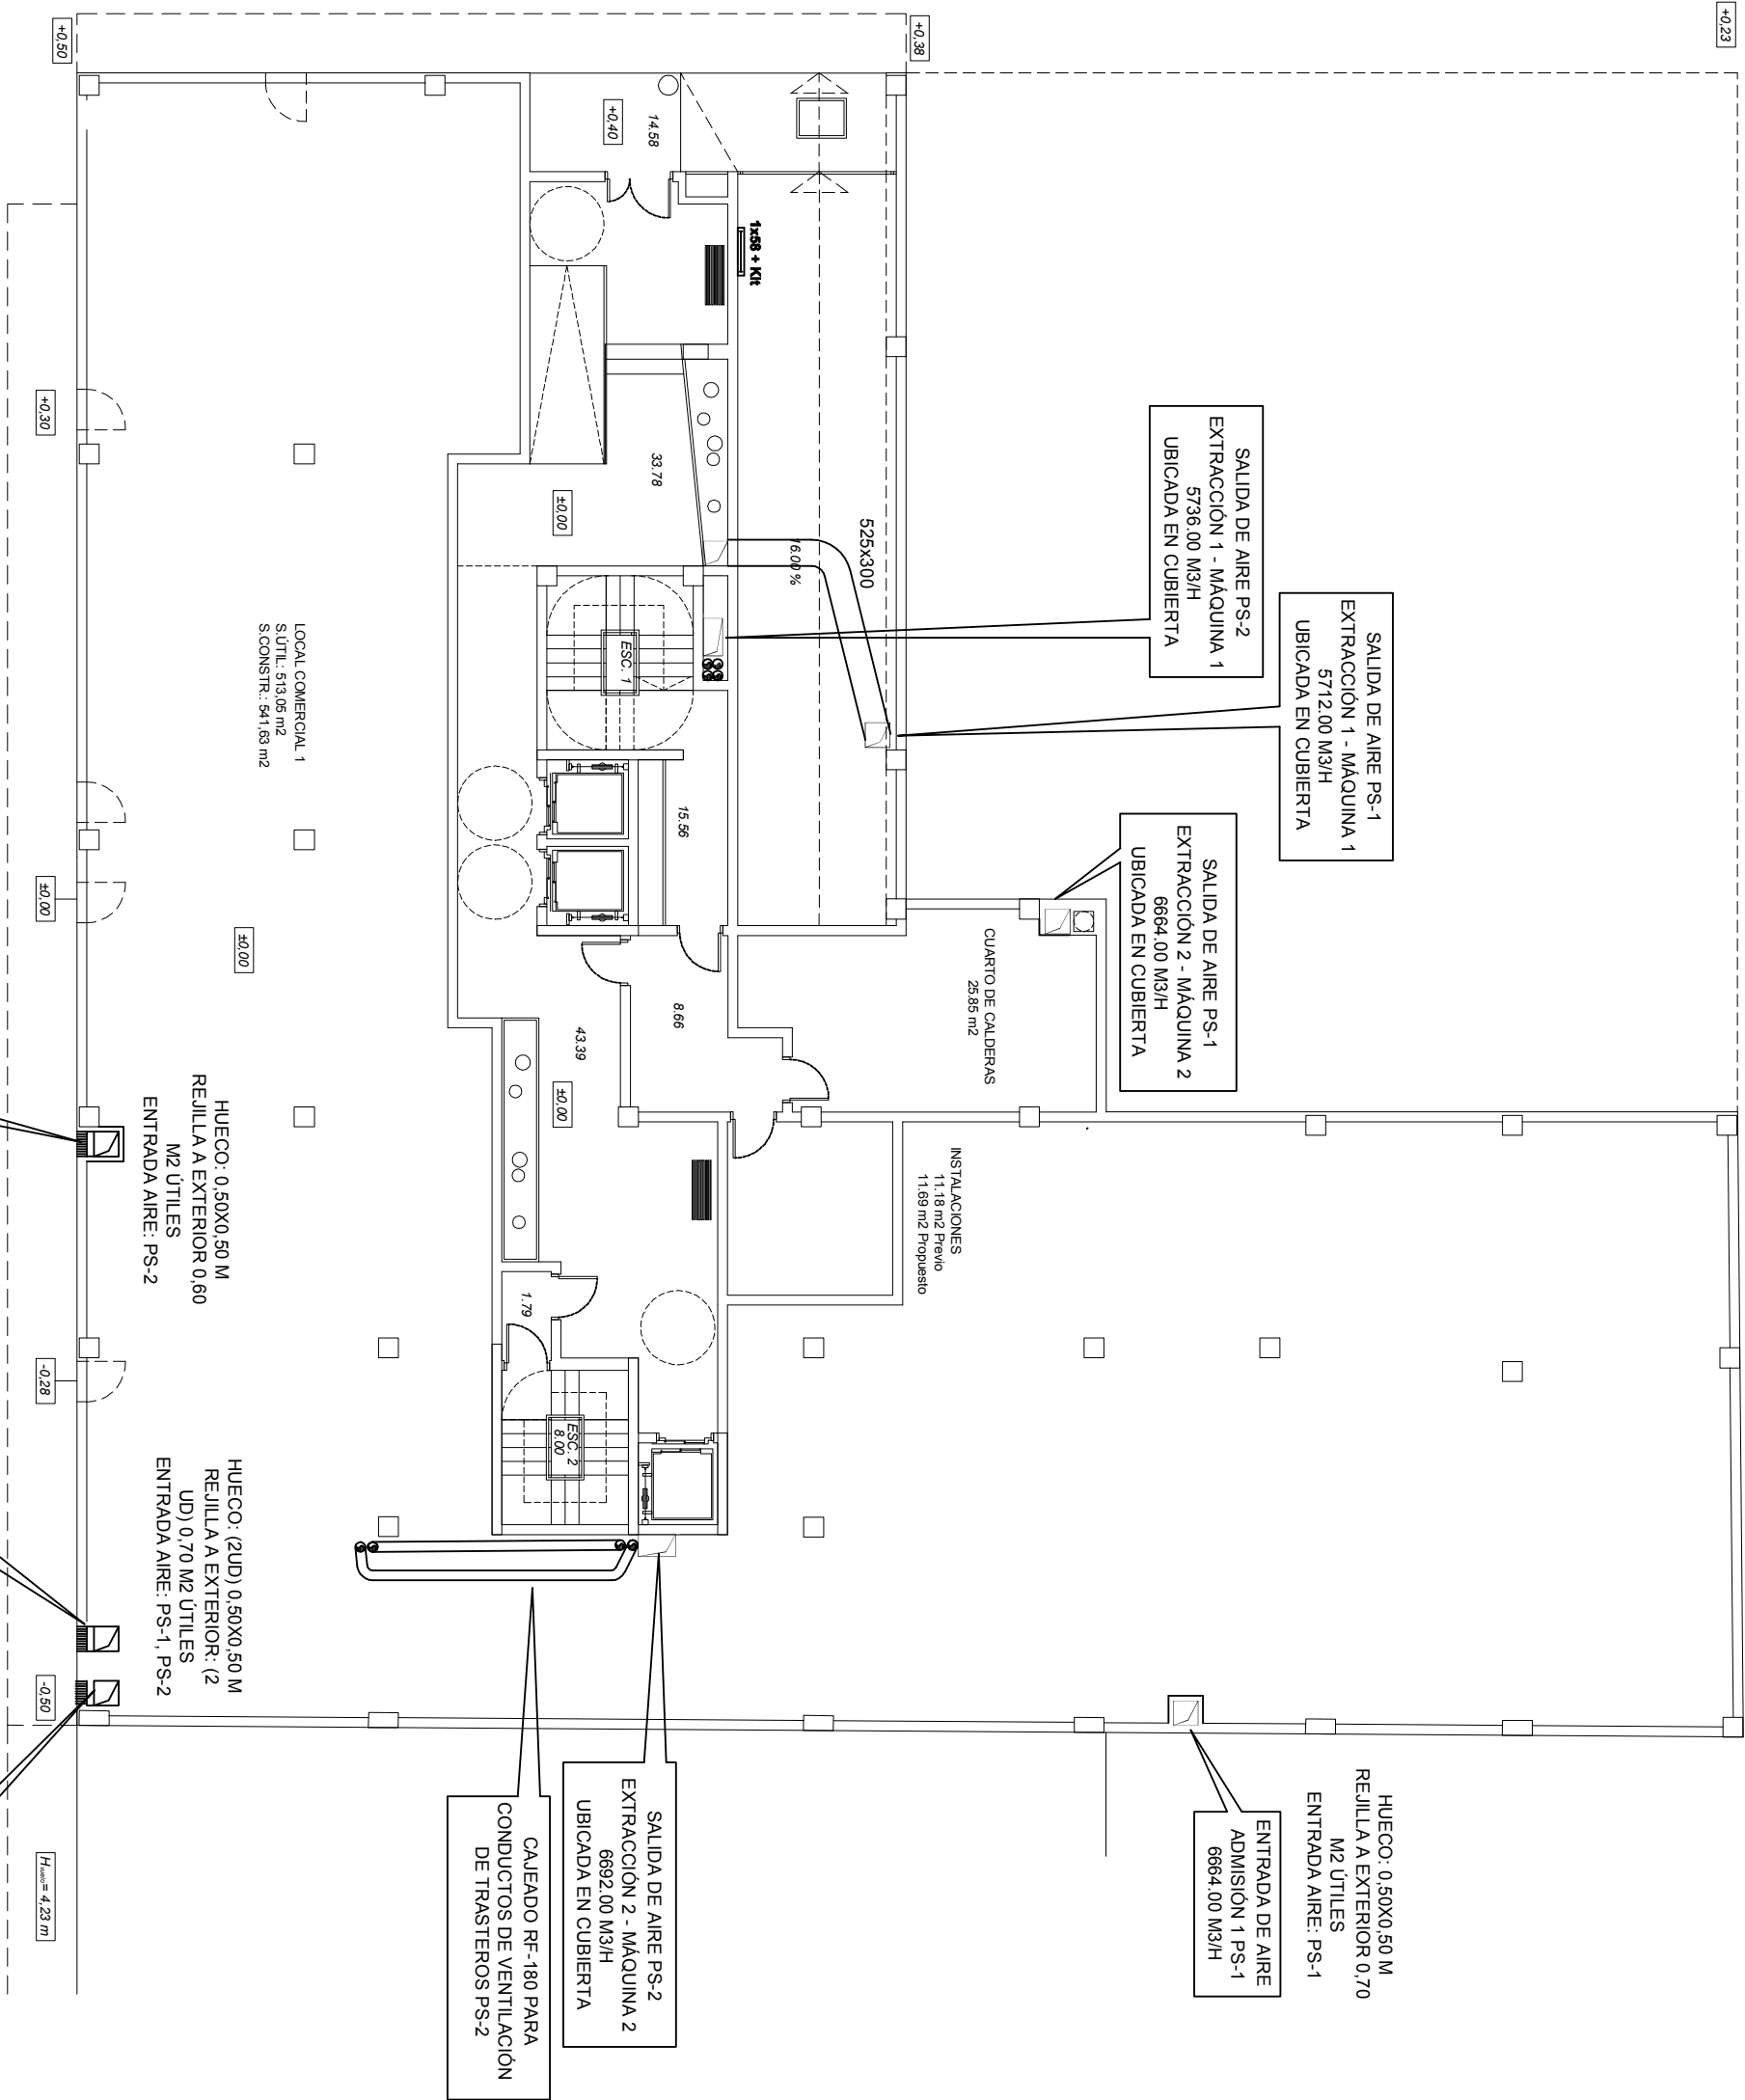 +0,23
+0,38
+0,50
SALIDA DE AIRE PS-1
EXTRACCIÓN 1 - MÁQUINA 1
5712.00 M3/H
UBICADA EN CUBIERTA
SALIDA DE AIRE PS-2
EXTRACCIÓN 1 - MÁQUINA 1
5736.00 M3/H
UBICADA EN CUBIERTA
SALIDA DE AIRE PS-1
EXTRACCIÓN 2 - MÁQUINA 2
6664.00 M3/H
UBICADA EN CUBIERTA
HUECO: 0,50X0,50 M
REJILLA A EXTERIOR 0,70
M2 ÚTILES
ENTRADA AIRE: PS-1
ENTRADA DE AIRE
ADMISIÓN 1 PS-1
6664.00 M3/H
CUARTO DE CALDERAS
25.85 m2
INSTALACIONES
11.18 m2 Previo
11.69 m2 Propuesto
525x300
16.00 %
1x58 + Kit
14.58
+0,40
33.78
±0,00
ESC. 1
15.56
8.66
43.39
±0,00
1.79
ESC. 2
8.00
SALIDA DE AIRE PS-2
EXTRACCIÓN 2 - MÁQUINA 2
6692.00 M3/H
UBICADA EN CUBIERTA
CAJEADO RF-180 PARA
CONDUCTOS DE VENTILACIÓN
DE TRASTEROS PS-2
LOCAL COMERCIAL 1
S.ÚTIL: 513,05 m2
S.CONSTR.: 541,63 m2
±0,00
HUECO: 0,50X0,50 M
REJILLA A EXTERIOR 0,60
M2 ÚTILES
ENTRADA AIRE: PS-2
HUECO: (2UD) 0,50X0,50 M
REJILLA A EXTERIOR: (2
UD) 0,70 M2 ÚTILES
ENTRADA AIRE: PS-1, PS-2
+0,30
±0,00
-0,28
-0,50
= 4,23 m